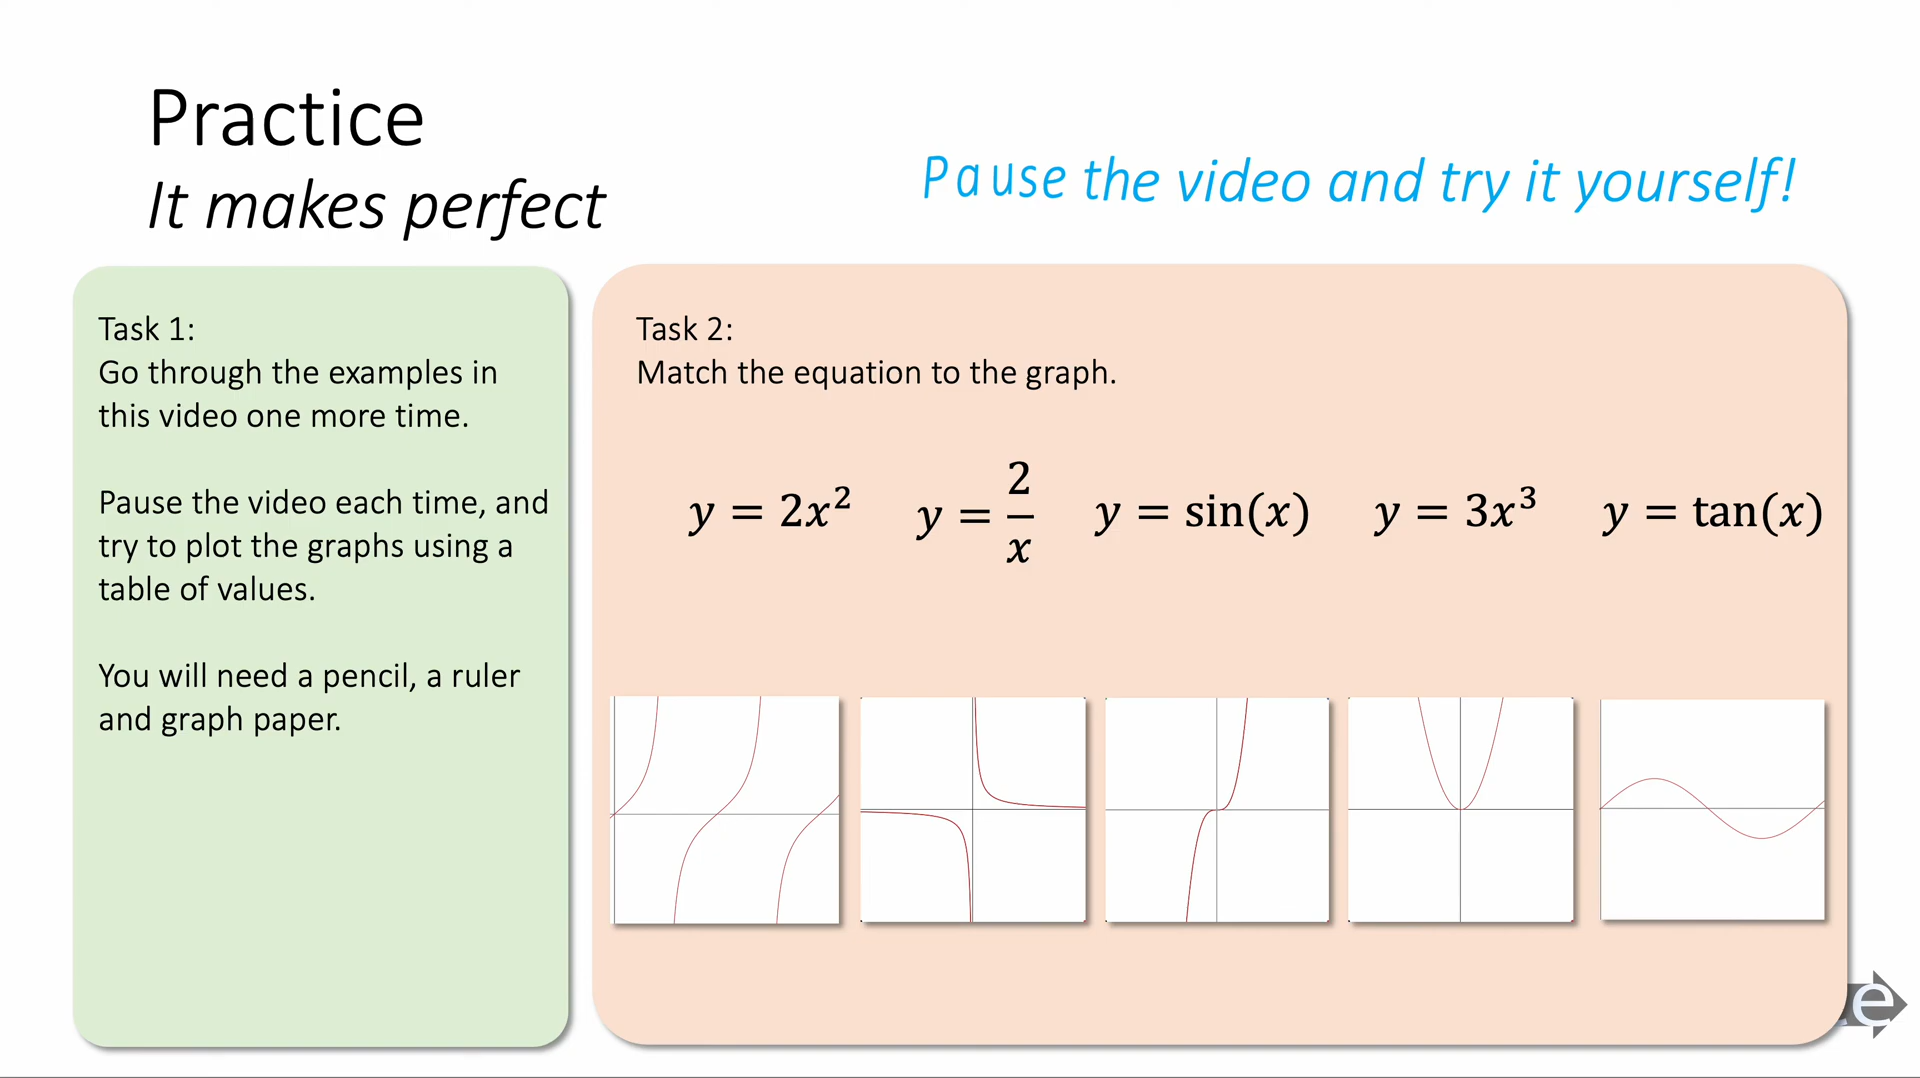 Practice
It makes perfect
Pause the video and try it yourself!
Task 1:
Go through the examples in
this video one more time.
Pause the video each time, and
try to plot the graphs using a
table of values.
You will need a pencil, a ruler
and graph paper.
Task 2:
Match the equation to the graph.
y = 2x² y = 2/x y = sin(x) y = 3x³ y = tan(x)
e